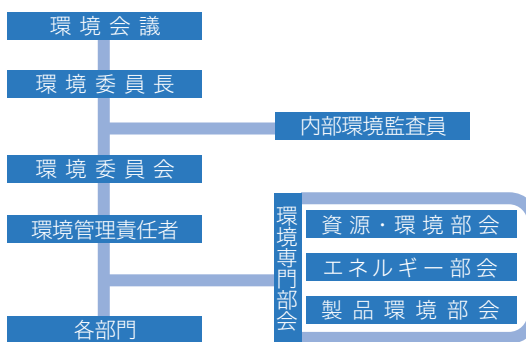 環境会議
環境委員長
内部環境監査員
環境委員会
環境管理責任者
環境専門部会
資源・環境部会
エネルギー部会
製品環境部会
各部門